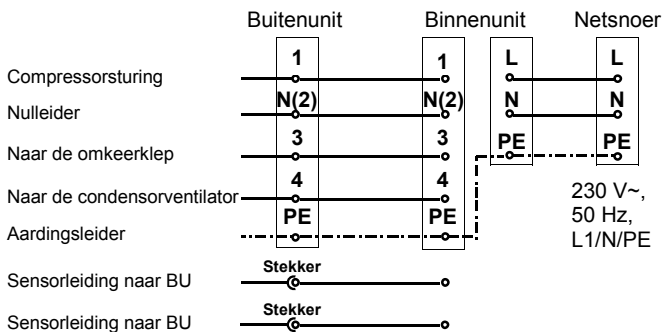 Buitenunit Binnenunit Netsnoer
1 1 L L
Compressorsturing
N(2) N(2) N N
Nulleider
3 3 PE PE
Naar de omkeerklep
4 4
Naar de condensorventilator
230 V~,
PE PE
50 Hz,
Aardingsleider
L1/N/PE
Stekker
Sensorleiding naar BU
Stekker
Sensorleiding naar BU